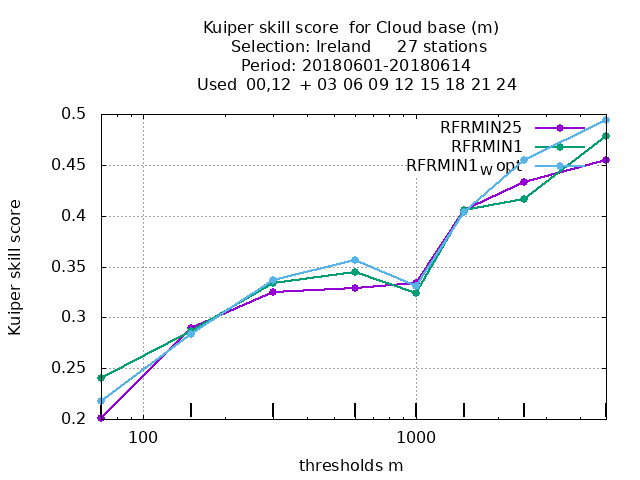 Kuiper skill score  for Cloud base (m)
Selection: Ireland     27 stations
Period: 20180601-20180614
Used  00,12  + 03 06 09 12 15 18 21 24
0.5
0.45
0.4
0.35
0.3
0.25
0.2
Kuiper skill score
RFRMIN25
RFRMIN1
RFRMIN1W opt
100
1000
thresholds m